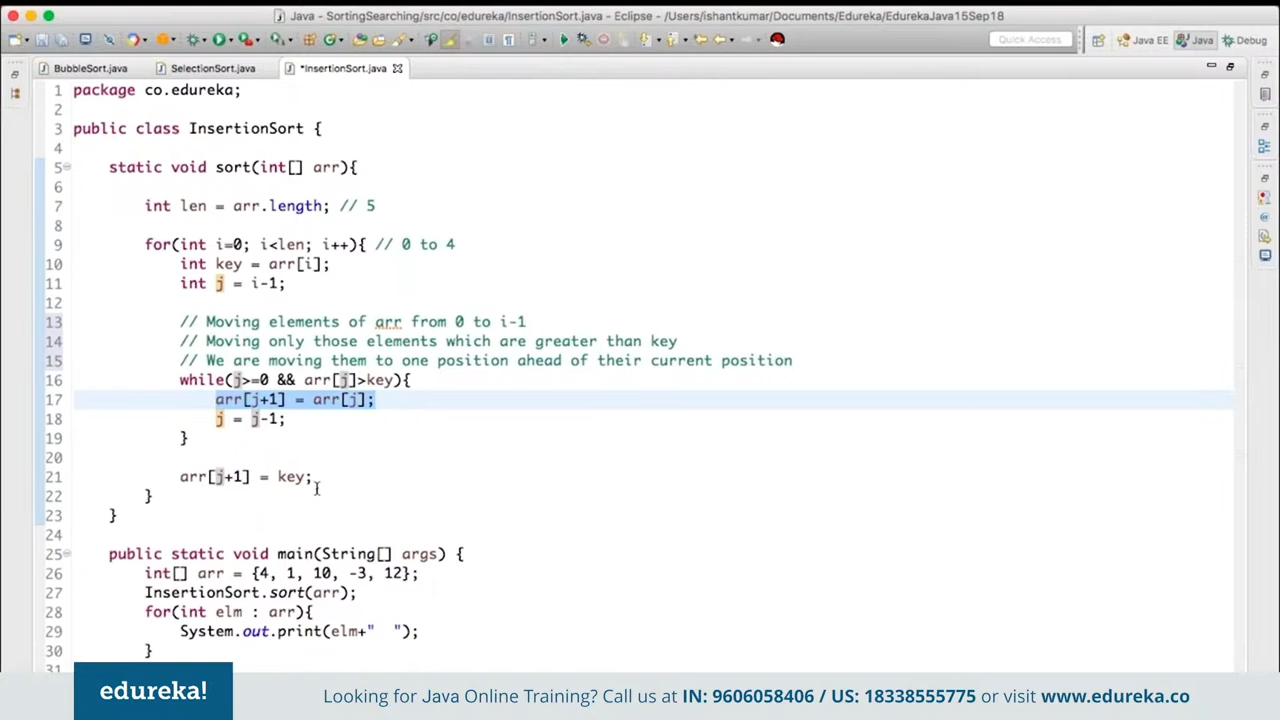 Java - SortingSearching/src/co/edureka/InsertionSort.java - Eclipse - /Users/ishantkumar/Documents/Edureka/EdurekaJava15Sep18
Quick Access
Java EE
Java
Debug
BubbleSort.java
SelectionSort.java
*InsertionSort.java
1 package co.edureka;
2
3 public class InsertionSort {
4
5 static void sort(int[] arr){
6
7 int len = arr.length; // 5
8
9 for(int i=0; i<len; i++){ // 0 to 4
10 int key = arr[i];
11 int j = i-1;
12
13 // Moving elements of arr from 0 to i-1
14 // Moving only those elements which are greater than key
15 // We are moving them to one position ahead of their current position
16 while(j>=0 && arr[j]>key){
17 arr[j+1] = arr[j];
18 j = j-1;
19 }
20
21 arr[j+1] = key;
22 }
23 }
24
25 public static void main(String[] args) {
26 int[] arr = {4, 1, 10, -3, 12};
27 InsertionSort.sort(arr);
28 for(int elm : arr){
29 System.out.print(elm+"  ");
30 }
31
edureka!
Looking for Java Online Training? Call us at IN: 9606058406 / US: 18338555775 or visit www.edureka.co